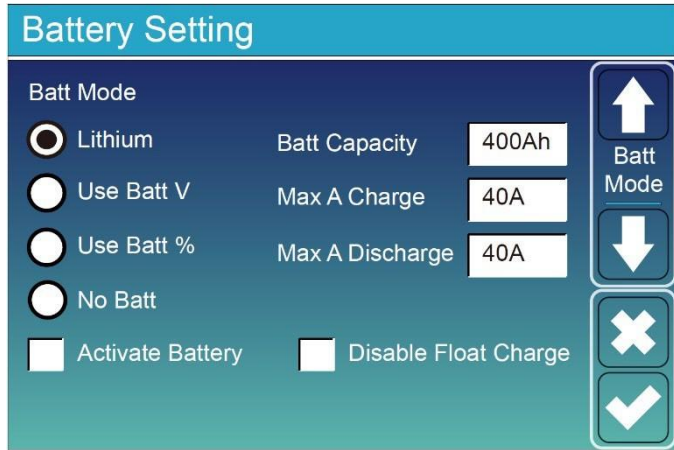 Battery Setting
Batt Mode
Lithium
Batt Capacity 400Ah
Use Batt V
Max A Charge 40A
Use Batt %
Max A Discharge 40A
No Batt
Activate Battery
Disable Float Charge
Batt
Mode